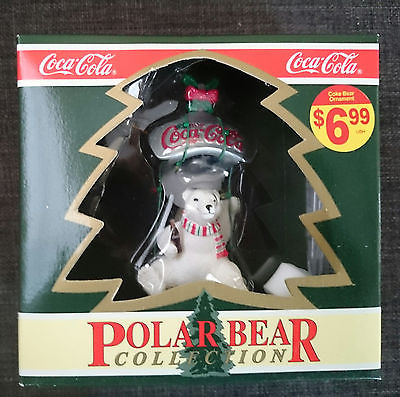 Coca-Cola®
Coca-Cola®
Coke Bear
Ornament
$6.99
Coca-Cola
POLAR BEAR
COLLECTION